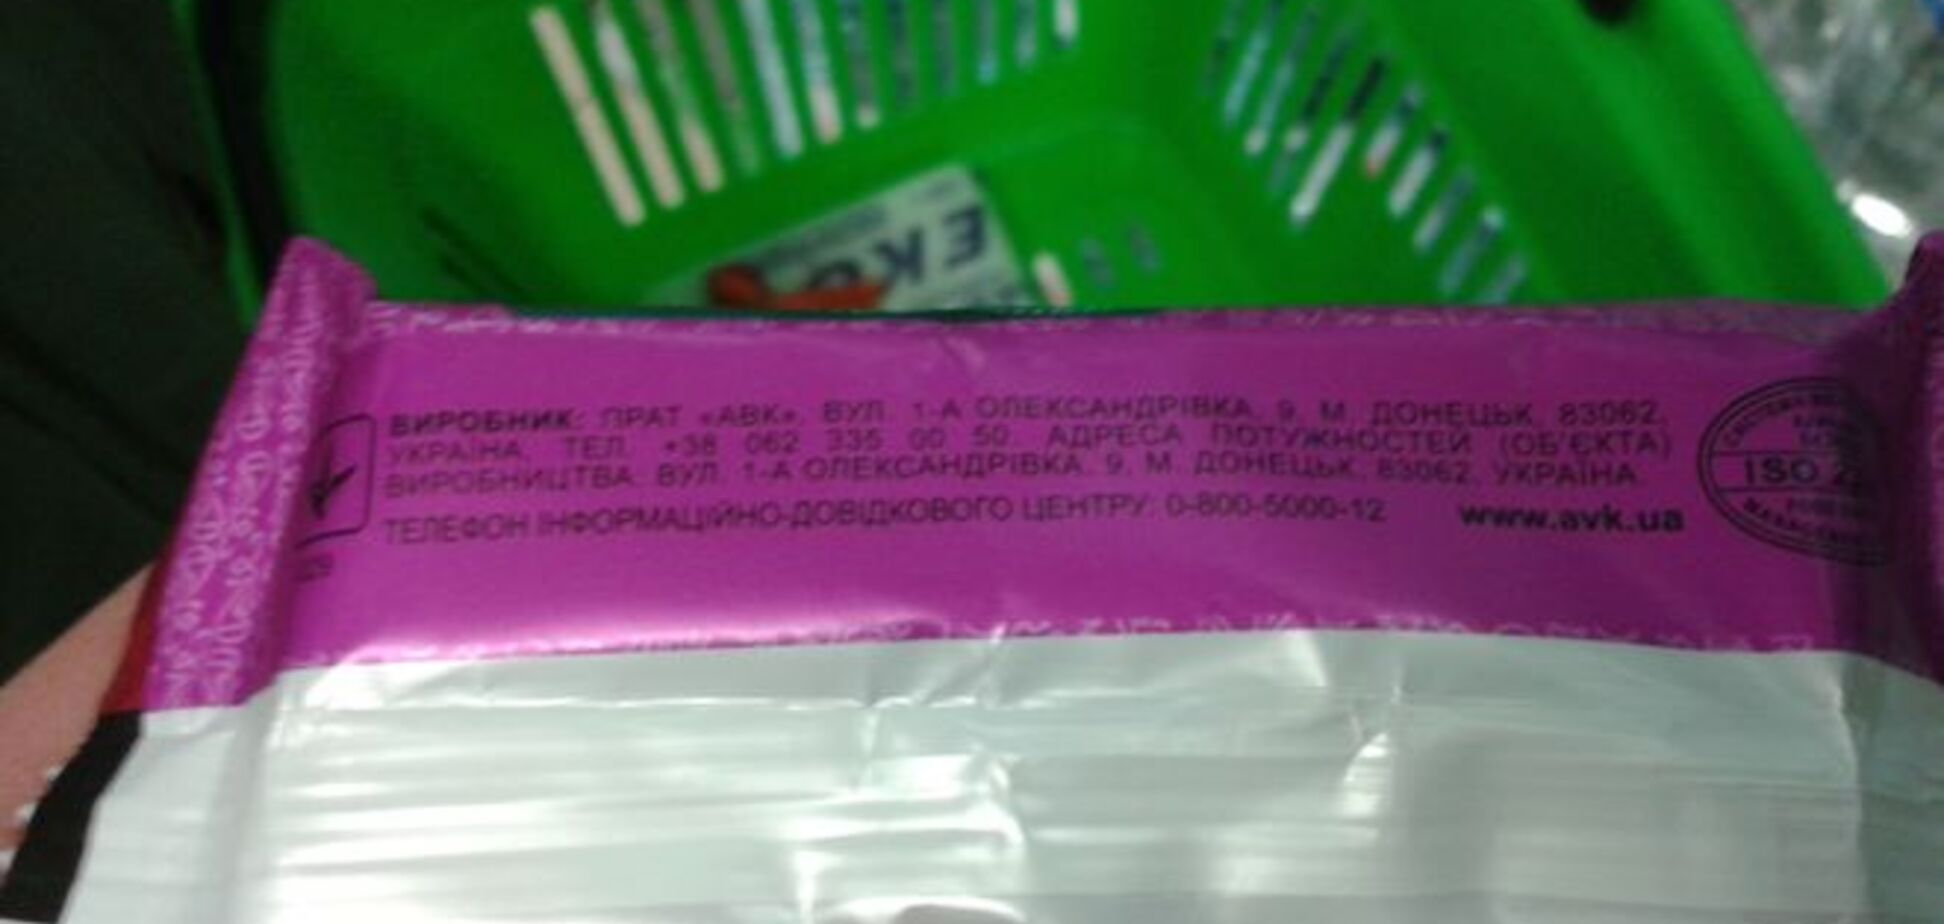 ЕКО
ВИРОБНИК: ПРАТ «АВК», ВУЛ. 1-А ОЛЕКСАНДРІВКА, 9, М. ДОНЕЦЬК, 83062,
УКРАЇНА. ТЕЛ. +38 062 335 00 50. АДРЕСА ПОТУЖНОСТЕЙ (ОБ'ЄКТА)
ВИРОБНИЦТВА: ВУЛ. 1-А ОЛЕКСАНДРІВКА, 9, М. ДОНЕЦЬК, 83062, УКРАЇНА.
ТЕЛЕФОН ІНФОРМАЦІЙНО-ДОВІДКОВОГО ЦЕНТРУ: 0-800-5000-12 www.avk.ua
ISO